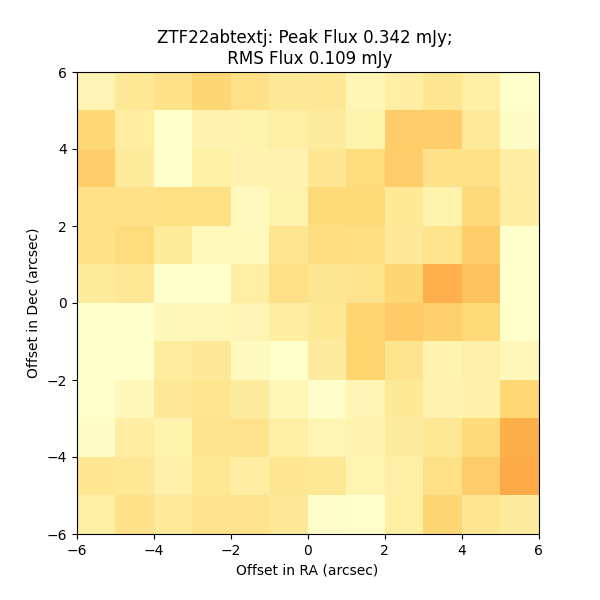 ZTF22abtextj: Peak Flux 0.342 mJy;
RMS Flux 0.109 mJy
6
4
2
0
−2
−4
−6
Offset in Dec (arcsec)
−6 −4 −2 0 2 4 6
Offset in RA (arcsec)